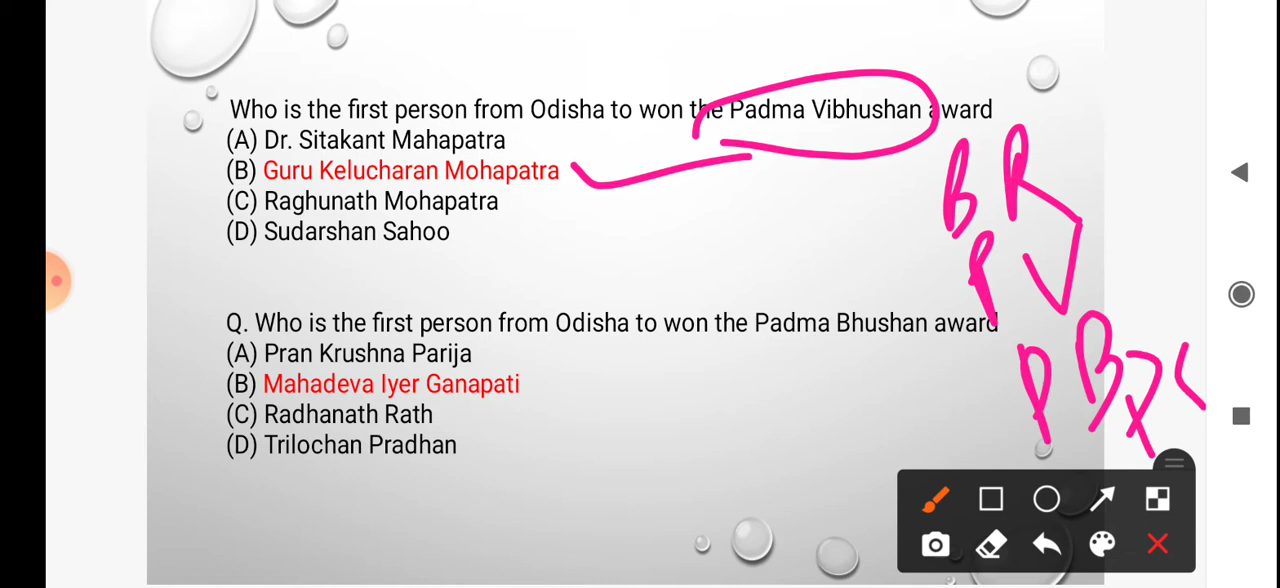 Who is the first person from Odisha to won the Padma Vibhushan award
(A) Dr. Sitakant Mahapatra
(B) Guru Kelucharan Mohapatra
(C) Raghunath Mohapatra
(D) Sudarshan Sahoo
B R
P V
Q. Who is the first person from Odisha to won the Padma Bhushan award
(A) Pran Krushna Parija
(B) Mahadeva Iyer Ganapati
(C) Radhanath Rath
(D) Trilochan Pradhan
P B